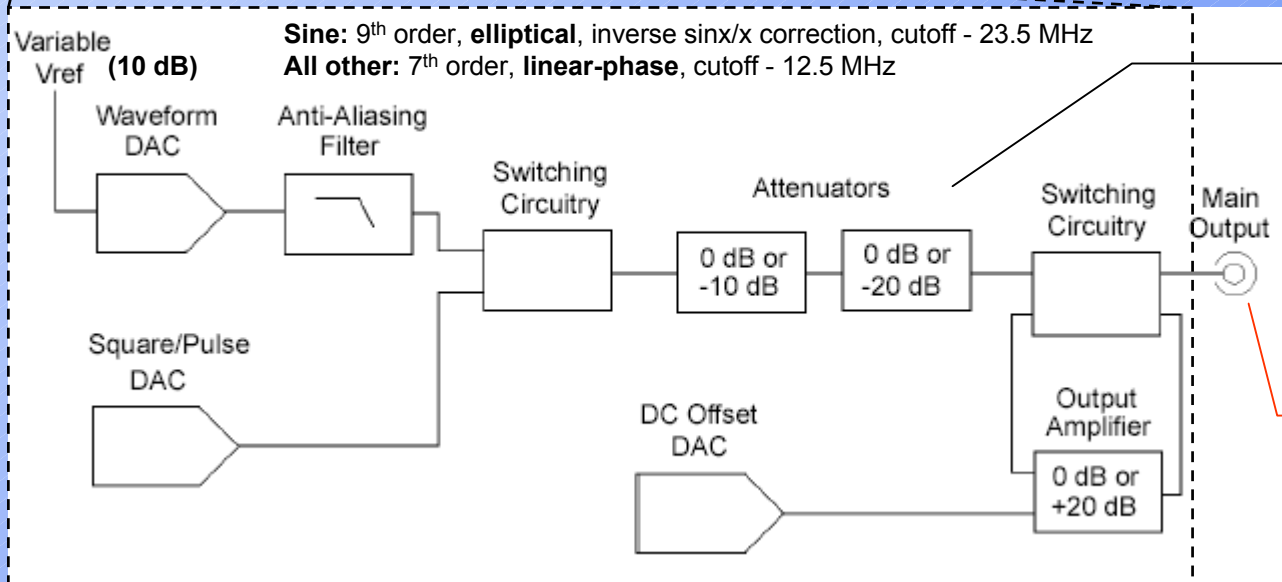 Variable
Vref (10 dB)
Sine: 9th order, elliptical, inverse sinx/x correction, cutoff - 23.5 MHz
All other: 7th order, linear-phase, cutoff - 12.5 MHz
Waveform
DAC
Anti-Aliasing
Filter
Switching
Circuitry
Attenuators
Switching
Circuitry
Main
Output
0 dB or
-10 dB
0 dB or
-20 dB
Square/Pulse
DAC
DC Offset
DAC
Output
Amplifier
0 dB or
+20 dB